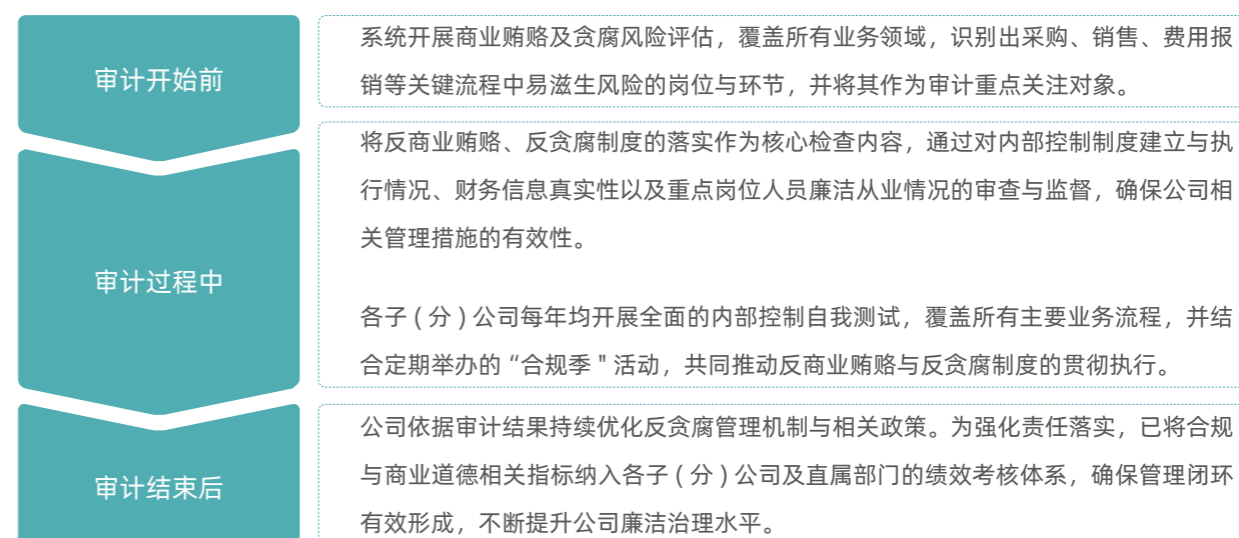 审计开始前
系统开展商业贿赂及贪腐风险评估，覆盖所有业务领域，识别出采购、销售、费用报
销等关键流程中易滋生风险的岗位与环节，并将其作为审计重点关注对象。
审计过程中
将反商业贿赂、反贪腐制度的落实作为核心检查内容，通过对内部控制制度建立与执
行情况、财务信息真实性以及重点岗位人员廉洁从业情况的审查与监督，确保公司相
关管理措施的有效性。
各子 ( 分 ) 公司每年均开展全面的内部控制自我测试，覆盖所有主要业务流程，并结
合定期举办的“合规季 " 活动，共同推动反商业贿赂与反贪腐制度的贯彻执行。
审计结束后
公司依据审计结果持续优化反贪腐管理机制与相关政策。为强化责任落实，已将合规
与商业道德相关指标纳入各子 ( 分 ) 公司及直属部门的绩效考核体系，确保管理闭环
有效形成，不断提升公司廉洁治理水平。